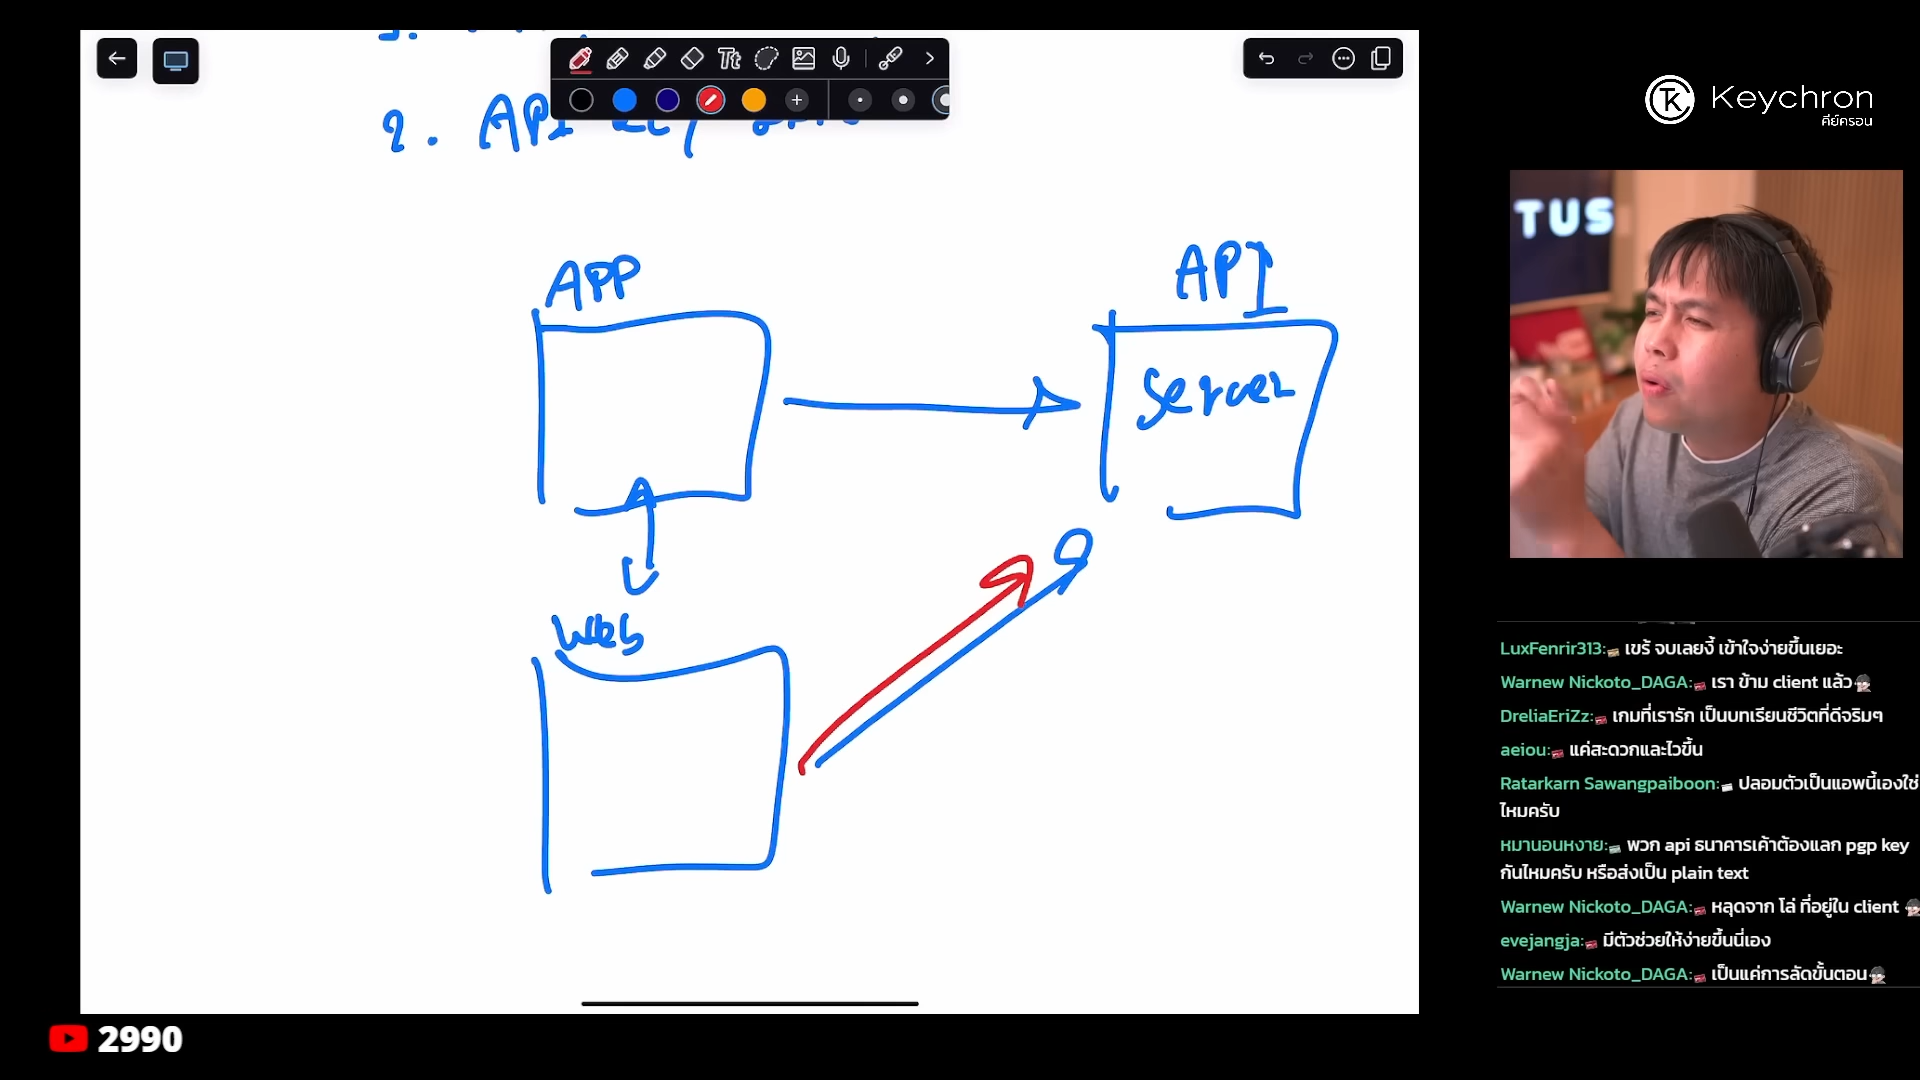 Tt
2. API key
APP
API
Server
Web
Keychron
คีย์ครอน
TUS
LuxFenrir313: เชร้ จบเลยงี้ เข้าใจง่ายขึ้นเยอะ
Warnew Nickoto_DAGA: เรา ข้าม client แล้ว
DreliaEriZz: เกมที่เรารัก เป็นบทเรียนชีวิตที่ดีจริมๆ
aeiou: แค่สะดวกและไวขึ้น
Ratarkarn Sawangpaiboon: ปลอมตัวเป็นแอพนี้เองใช่
ไหมครับ
หมานอนหงาย: พวก api ธนาคารเค้าต้องแลก pgp key
กันไหมครับ หรือส่งเป็น plain text
Warnew Nickoto_DAGA: หลุดจาก โล่ ที่อยู่ใน client
evejangja: มีตัวช่วยให้ง่ายขึ้นนี่เอง
Warnew Nickoto_DAGA: เป็นแค่การลัดขั้นตอน
2990